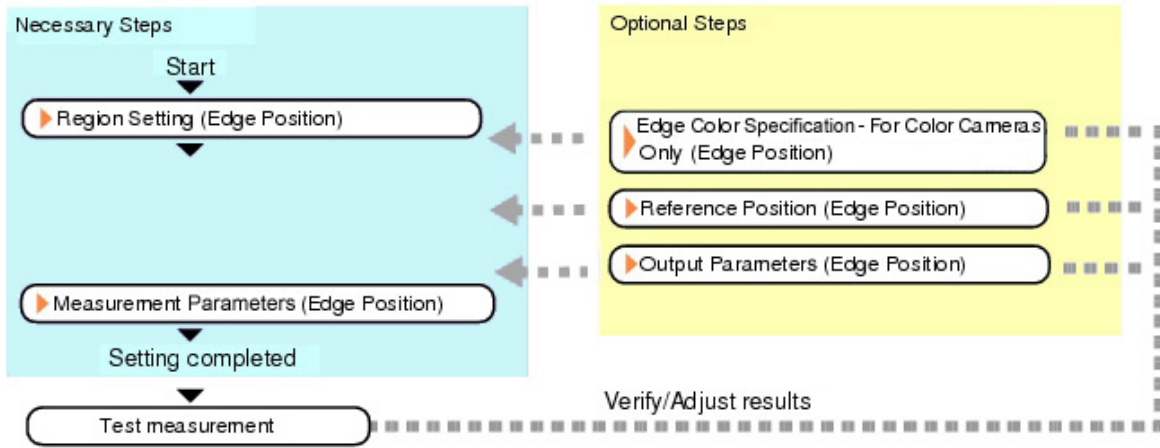 Necessary Steps
Start
Region Setting (Edge Position)
Measurement Parameters (Edge Position)
Setting completed
Test measurement
Optional Steps
Edge Color Specification - For Color Cameras
Only (Edge Position)
Reference Position (Edge Position)
Output Parameters (Edge Position)
Verify/Adjust results